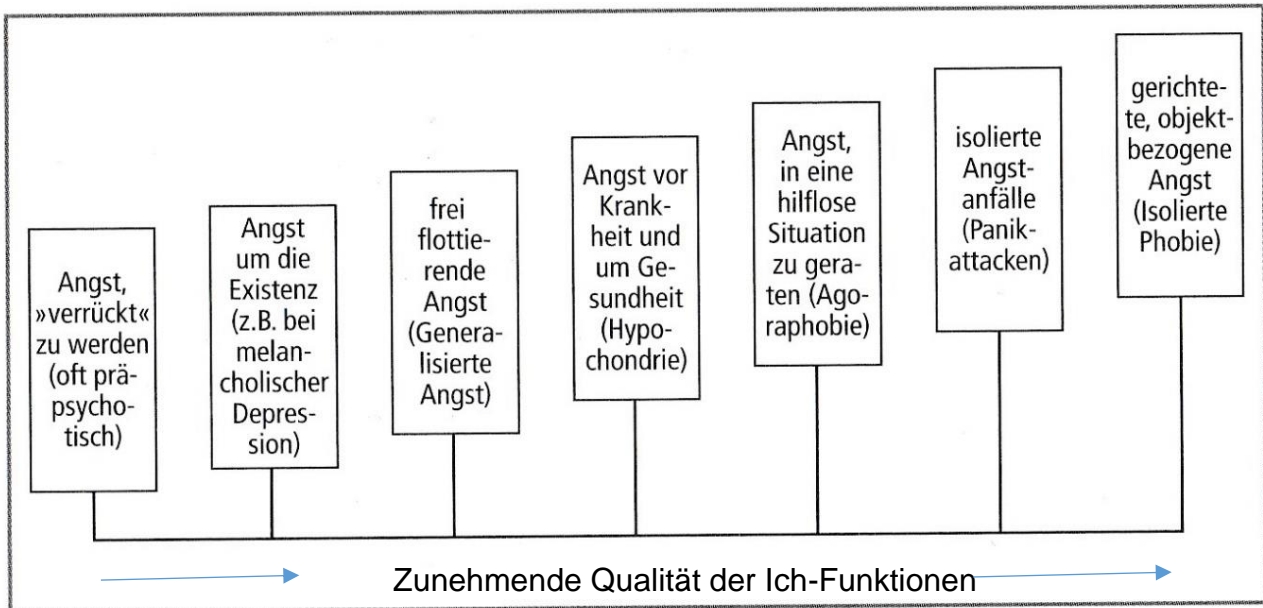 Angst,
»verrückt«
zu werden
(oft prä-
psycho-
tisch)
Angst
um die
Existenz
(z.B. bei
melan-
cholischer
Depres-
sion)
frei
flottie-
rende
Angst
(Genera-
lisierte
Angst)
Angst vor
Krank-
heit und
um Ge-
sundheit
(Hypo-
chondrie)
Angst,
in eine
hilflose
Situation
zu gera-
ten (Ago-
raphobie)
isolierte
Angst-
anfälle
(Panik-
attacken)
gerichte-
te, objekt-
bezogene
Angst
(Isolierte
Phobie)
Zunehmende Qualität der Ich-Funktionen